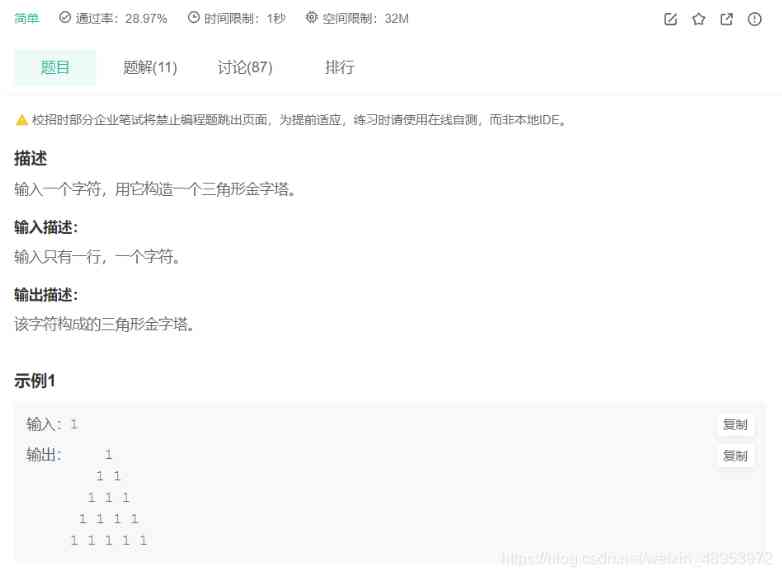 简单 通过率：28.97% 时间限制：1秒 空间限制：32M
题目 题解(11) 讨论(87) 排行
校招时部分企业笔试将禁止编程题跳出页面，为提前适应，练习时请使用在线自测，而非本地IDE。
描述
输入一个字符，用它构造一个三角形金字塔。
输入描述：
输入只有一行，一个字符。
输出描述：
该字符构成的三角形金字塔。
示例1
输入：1 复制
输出：    1 复制
   1 1
  1 1 1
 1 1 1 1
1 1 1 1 1
https://blog.csdn.net/weixin_48953972